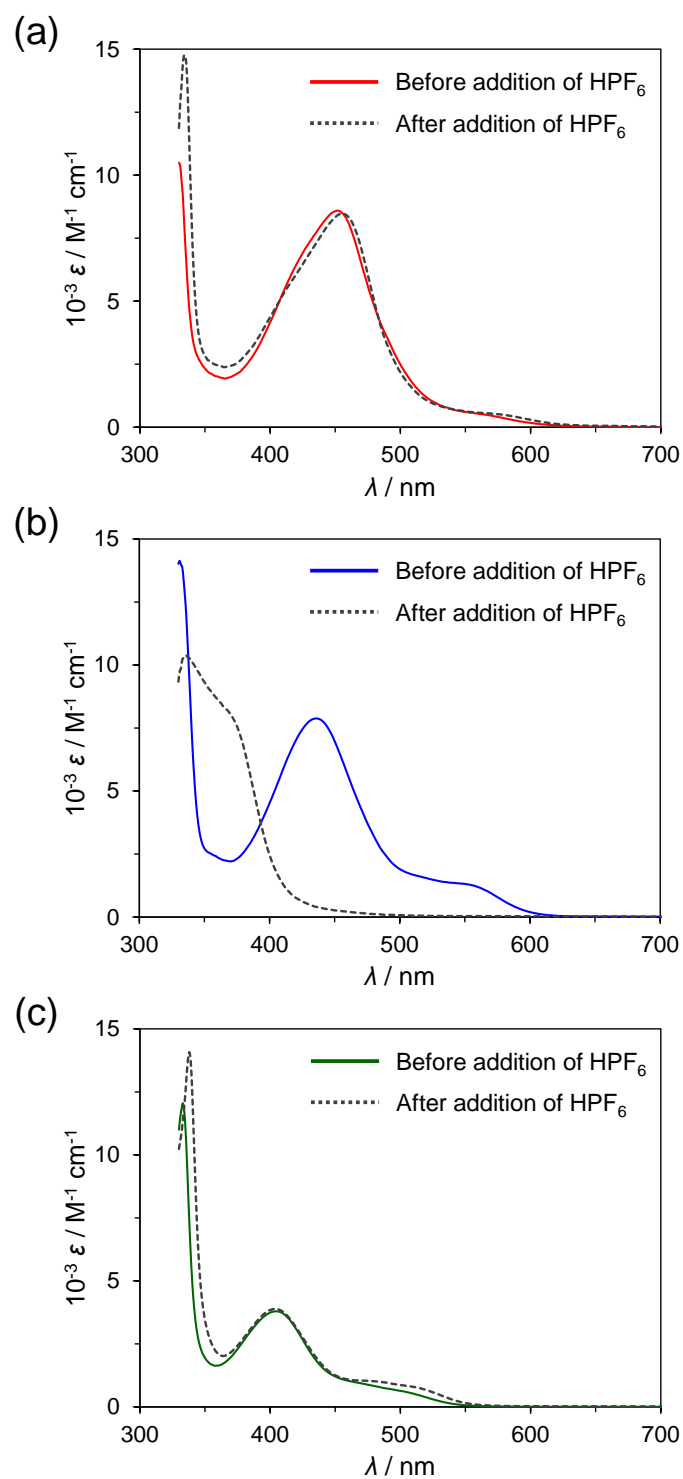 (a)
15
10
5
0
10⁻³ ε / M⁻¹ cm⁻¹
Before addition of HPF₆
After addition of HPF₆
300 400 500 600 700
λ / nm
(b)
15
10
5
0
10⁻³ ε / M⁻¹ cm⁻¹
Before addition of HPF₆
After addition of HPF₆
300 400 500 600 700
λ / nm
(c)
15
10
5
0
10⁻³ ε / M⁻¹ cm⁻¹
Before addition of HPF₆
After addition of HPF₆
300 400 500 600 700
λ / nm